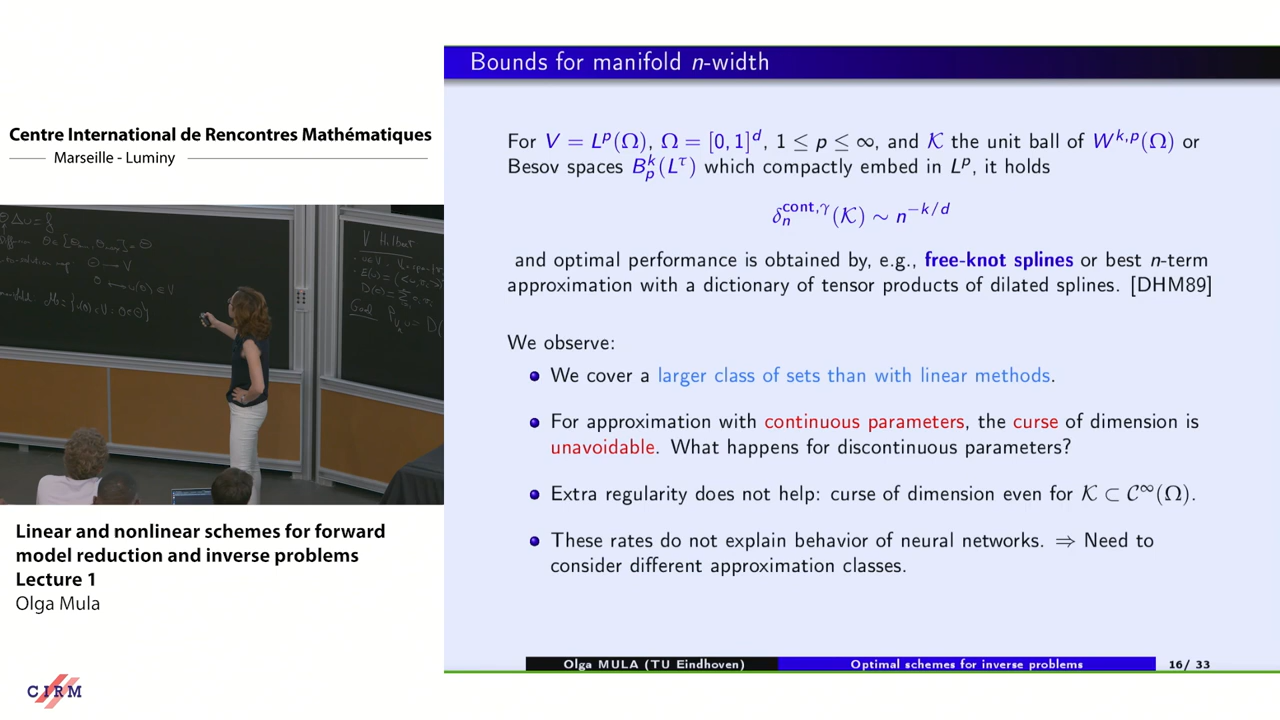 Centre International de Rencontres Mathématiques
Marseille - Luminy
V Hilbert
Goal
Linear and nonlinear schemes for forward
model reduction and inverse problems
Lecture 1
Olga Mula
CIRM
Bounds for manifold n-width
For V = L^p(Ω), Ω = [0, 1]^d, 1 ≤ p ≤ ∞, and 𝒦 the unit ball of W^{k,p}(Ω) or
Besov spaces B^k_p(L^τ) which compactly embed in L^p, it holds
δ_n^{cont,γ}(𝒦) ∼ n^{-k/d}
and optimal performance is obtained by, e.g., free-knot splines or best n-term
approximation with a dictionary of tensor products of dilated splines. [DHM89]
We observe:
We cover a larger class of sets than with linear methods.
For approximation with continuous parameters, the curse of dimension is
unavoidable. What happens for discontinuous parameters?
Extra regularity does not help: curse of dimension even for 𝒦 ⊂ 𝒞^∞(Ω).
These rates do not explain behavior of neural networks. ⇒ Need to
consider different approximation classes.
Olga MULA (TU Eindhoven)
Optimal schemes for inverse problems
16/ 33